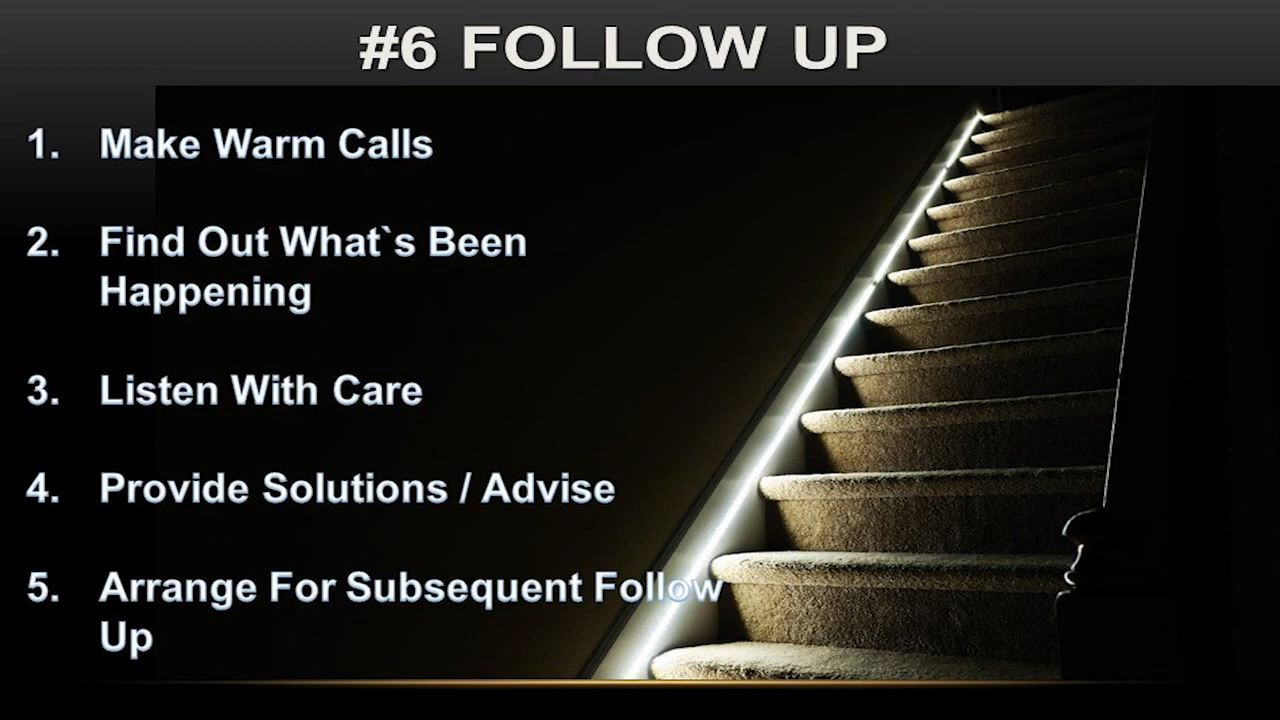 #6 FOLLOW UP
1. Make Warm Calls
2. Find Out What`s Been
Happening
3. Listen With Care
4. Provide Solutions / Advise
5. Arrange For Subsequent Follow
Up